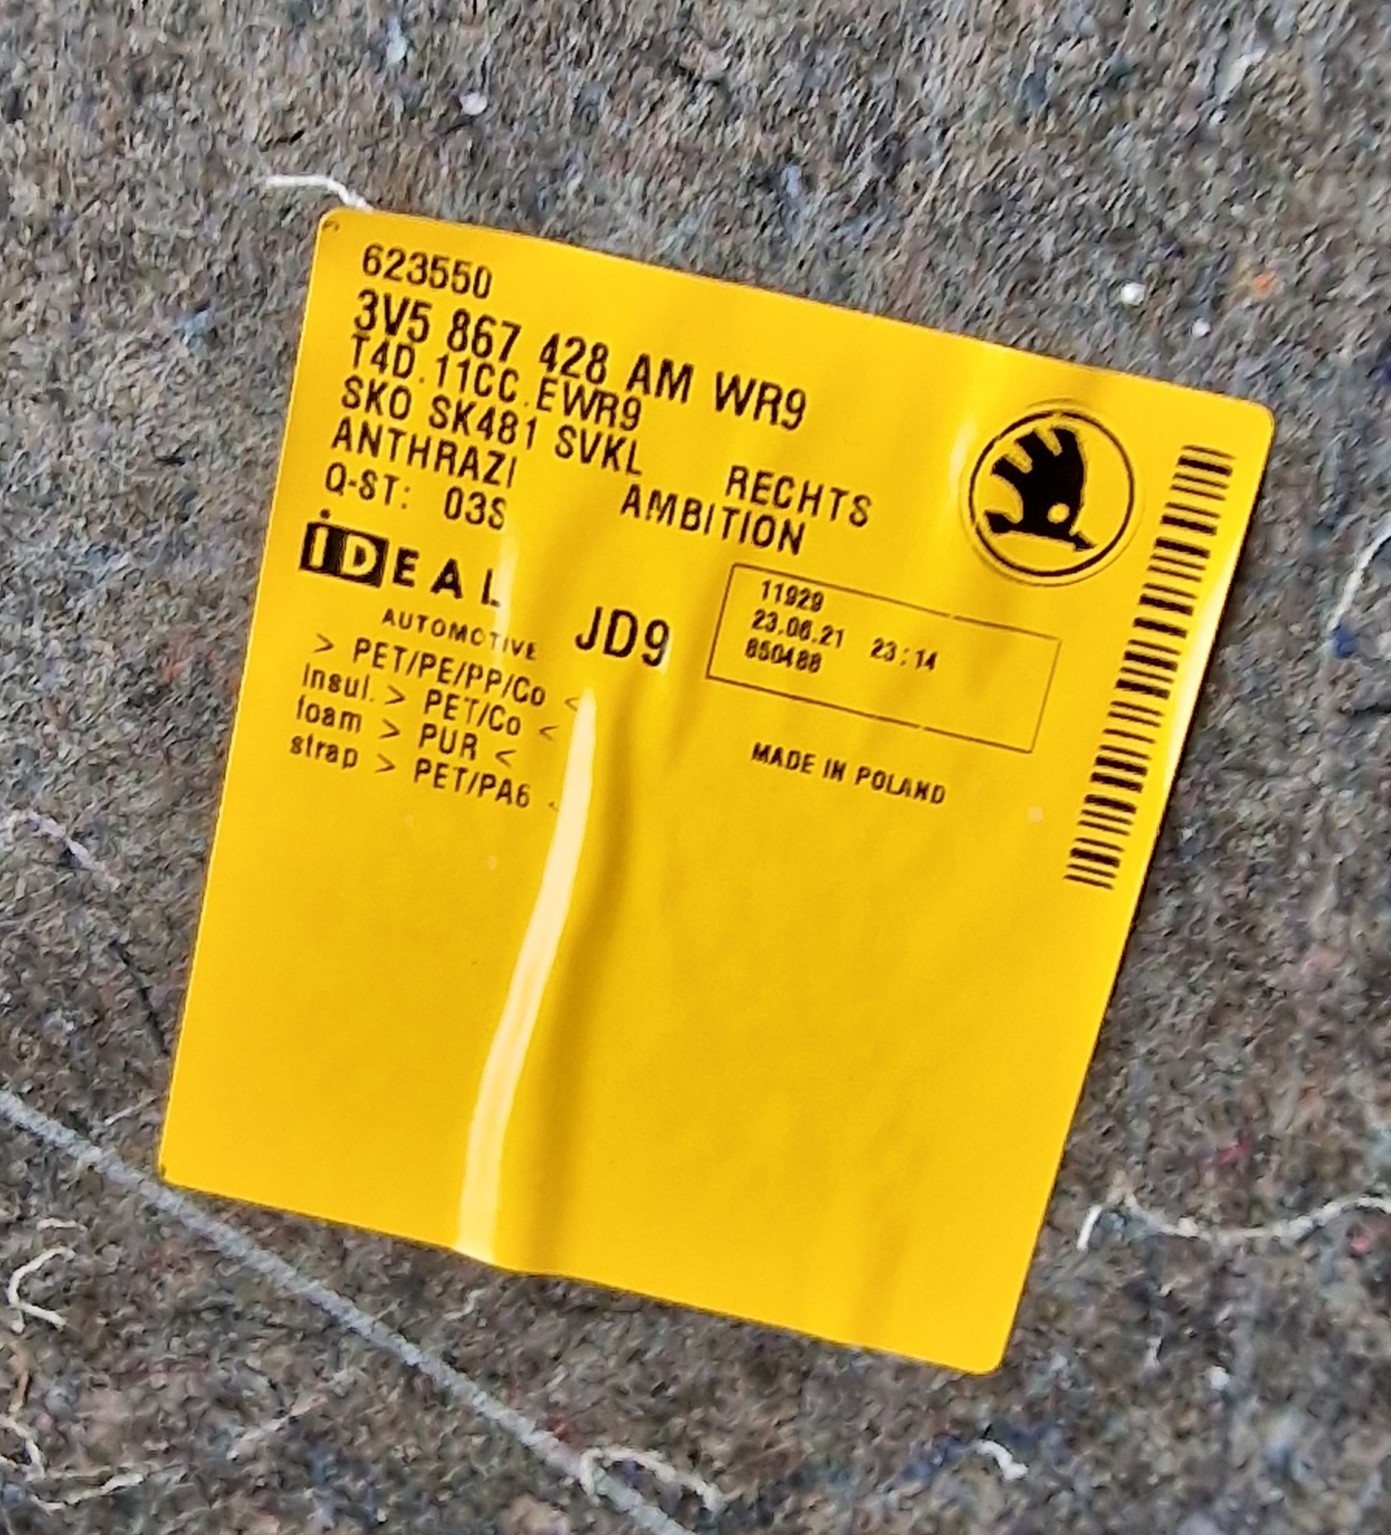 623550
3V5 867 428 AM WR9
T4D.11CC.EWR9
SKO SK481 SVKL RECHTS
ANTHRAZI AMBITION
Q-ST: 03S
iDEAL
AUTOMOTIVE JD9
11929
23.06.21 23:14
850488
> PET/PE/PP/Co <
insul. > PET/Co <
foam > PUR <
strap > PET/PA6 <
MADE IN POLAND